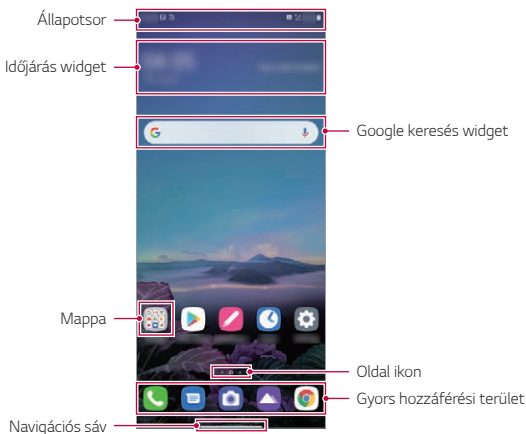 Állapotsor
Időjárás widget
Google keresés widget
Mappa
Oldal ikon
Gyors hozzáférési terület
Navigációs sáv